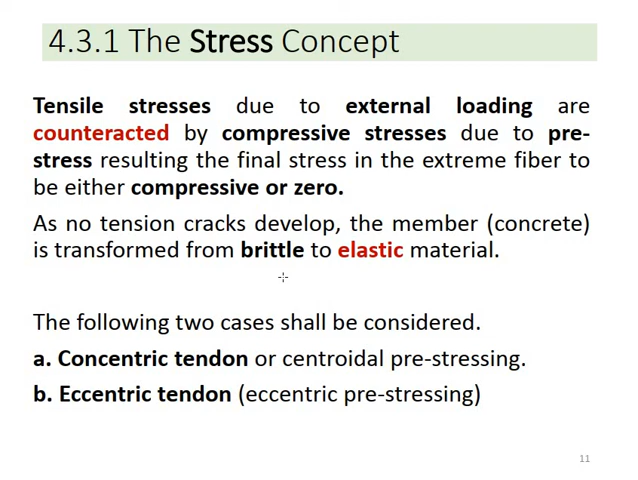 4.3.1 The Stress Concept
Tensile stresses due to external loading are
counteracted by compressive stresses due to pre-
stress resulting the final stress in the extreme fiber to
be either compressive or zero.
As no tension cracks develop, the member (concrete)
is transformed from brittle to elastic material.
The following two cases shall be considered.
a. Concentric tendon or centroidal pre-stressing.
b. Eccentric tendon (eccentric pre-stressing)
11